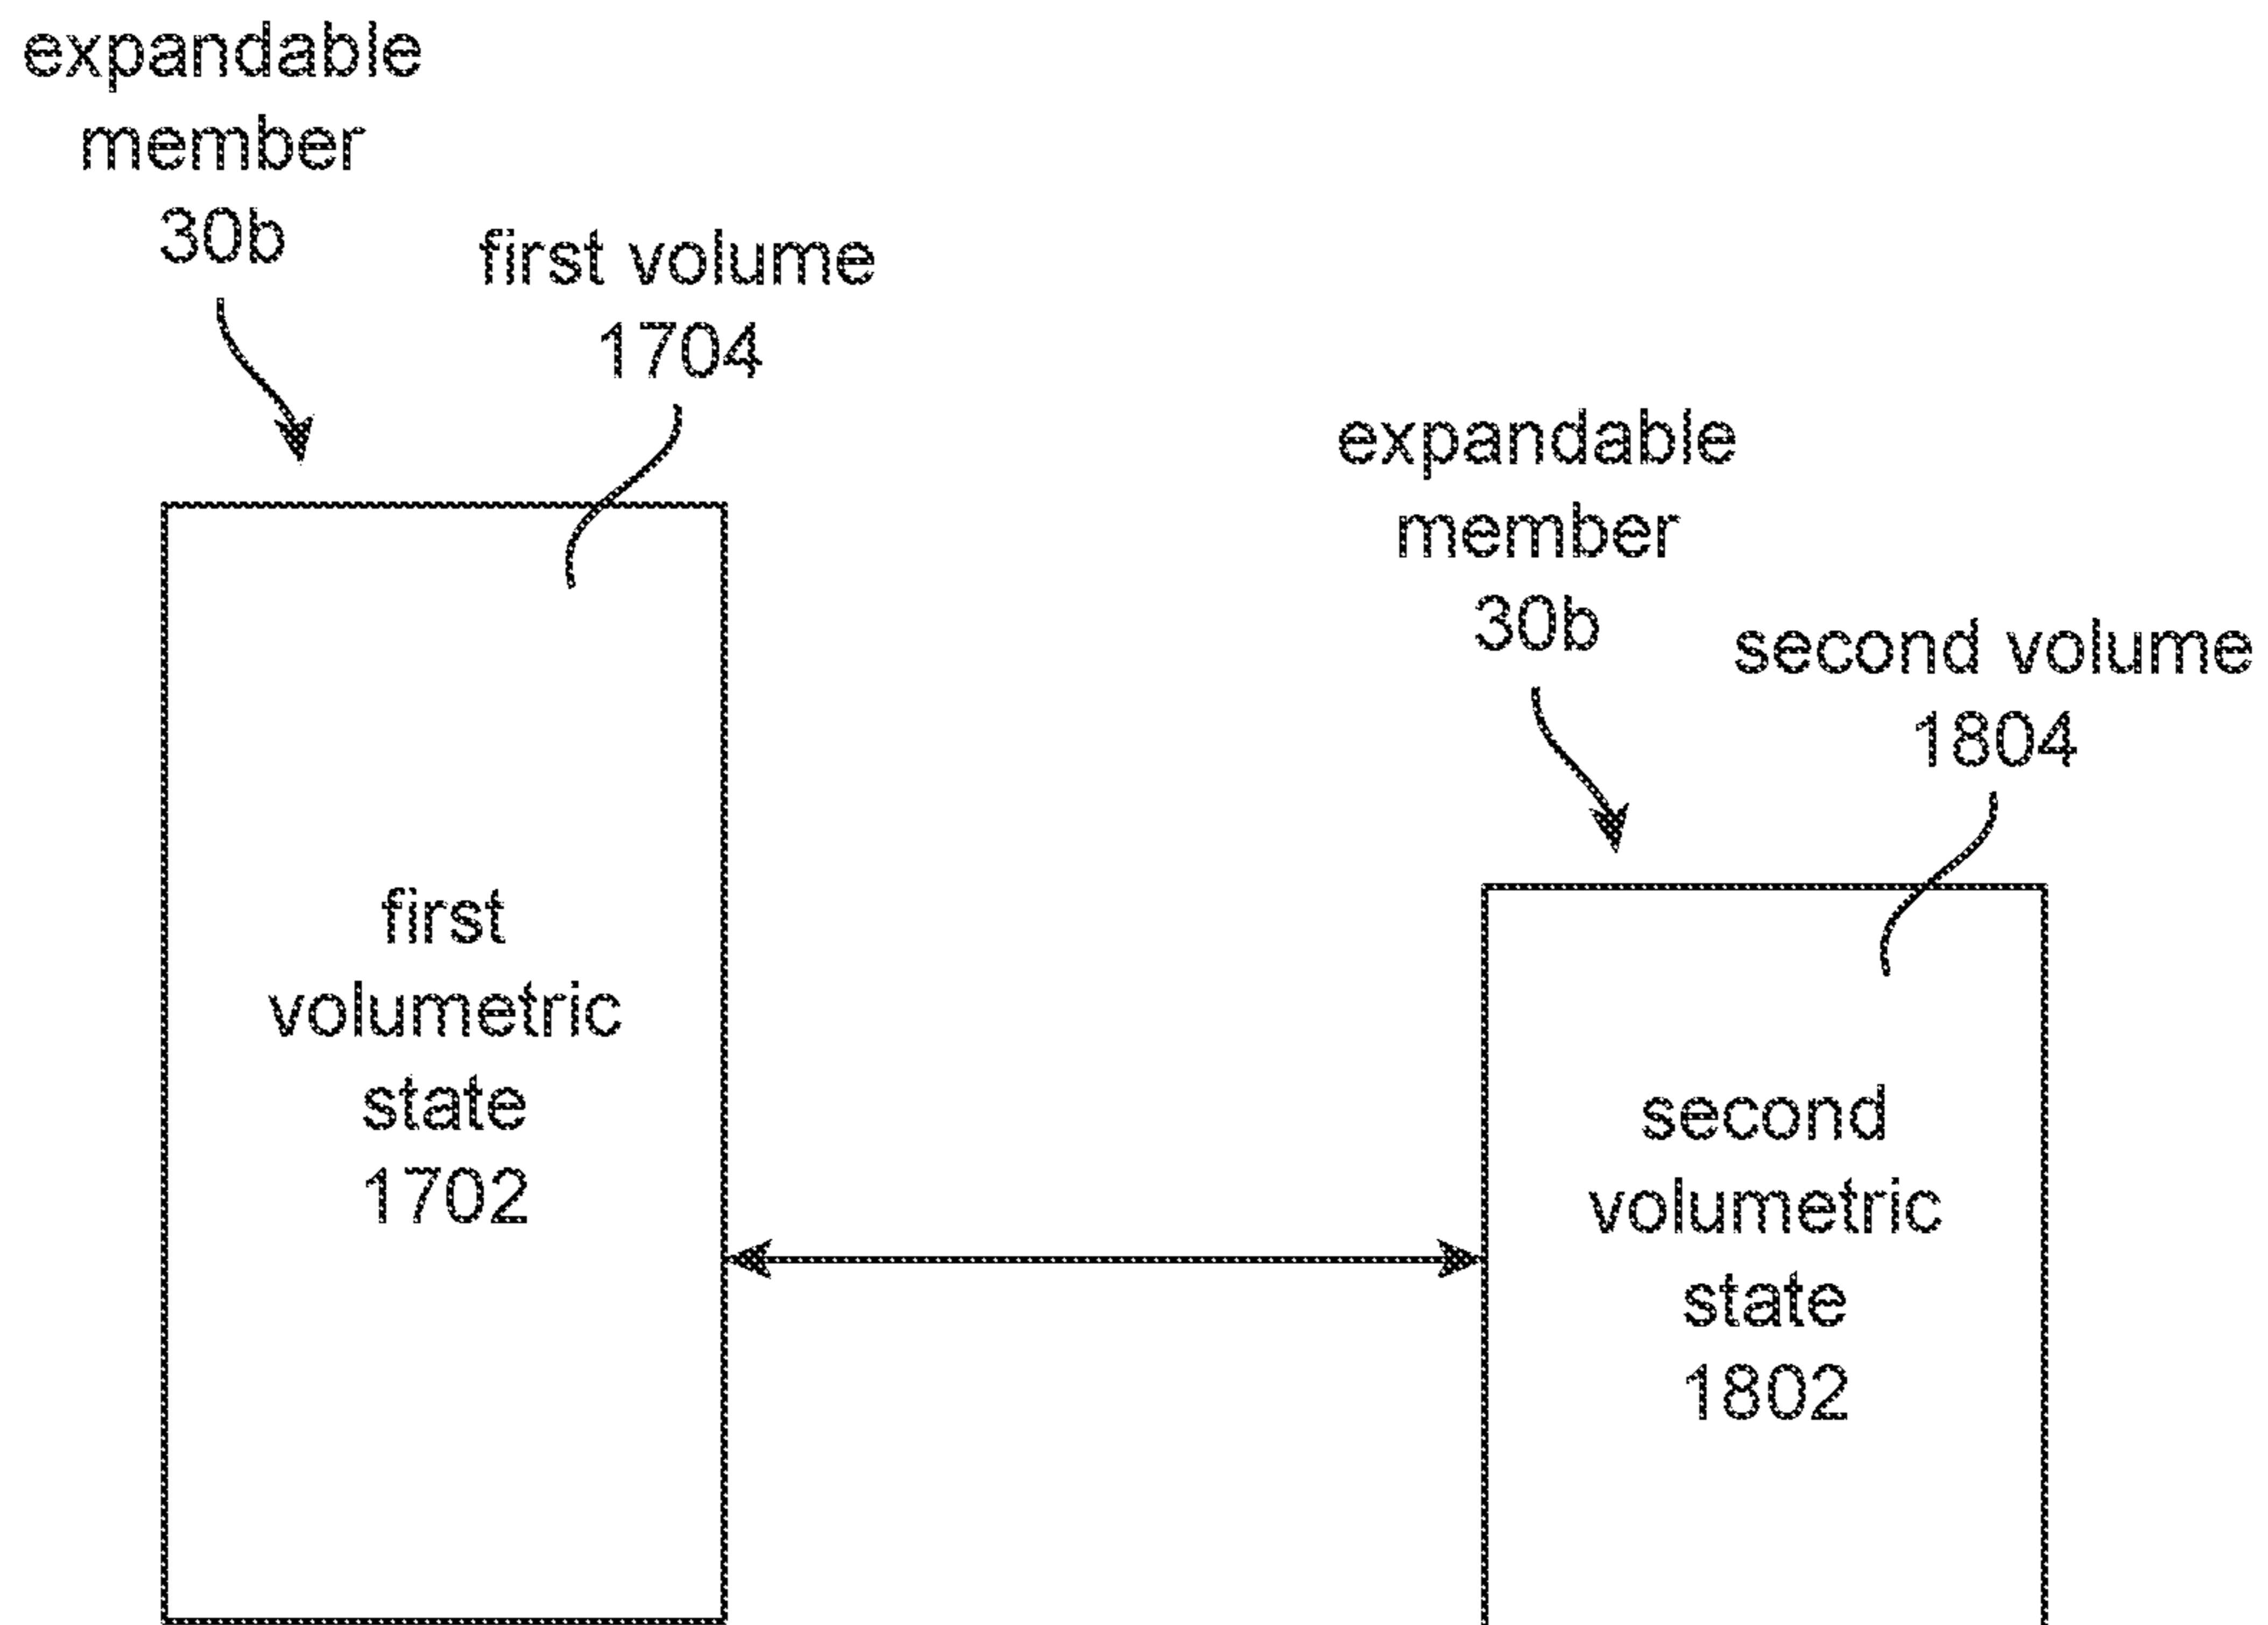 expandable
member
30b
first volume
1704
expandable
member
30b
second volume
1804
first
volumetric
state
1702
second
volumetric
state
1802